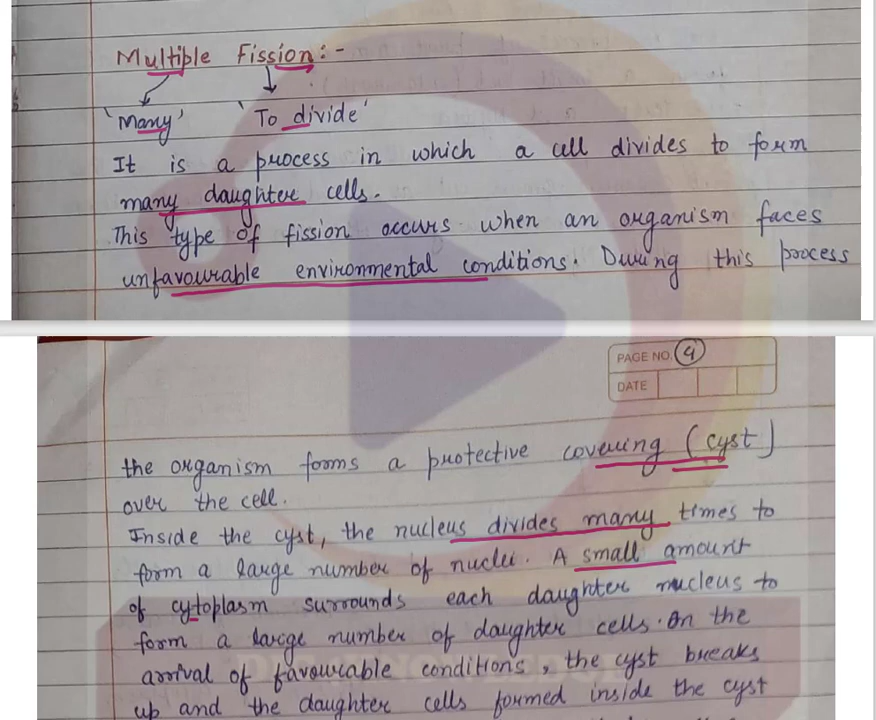 Multiple Fission:-
'Many' 'To divide'
It is a process in which a cell divides to form
many daughter cells.
This type of fission occurs when an organism faces
unfavourable environmental conditions. During this process
PAGE NO. 9
DATE
the organism forms a protective covering (cyst)
over the cell.
Inside the cyst, the nucleus divides many times to
form a large number of nuclei. A small amount
of cytoplasm surrounds each daughter nucleus to
form a large number of daughter cells. On the
arrival of favourable conditions, the cyst breaks
up and the daughter cells formed inside the cyst